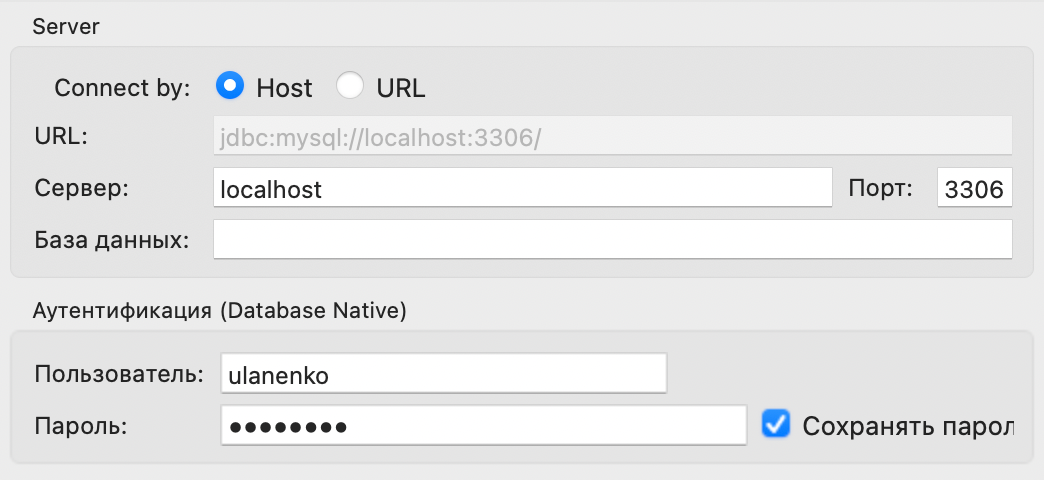 Server
Connect by: Host URL
URL: jdbc:mysql://localhost:3306/
Сервер: localhost Порт: 3306
База данных:
Аутентификация (Database Native)
Пользователь: ulanenko
Пароль: •••••••• Сохранять парол